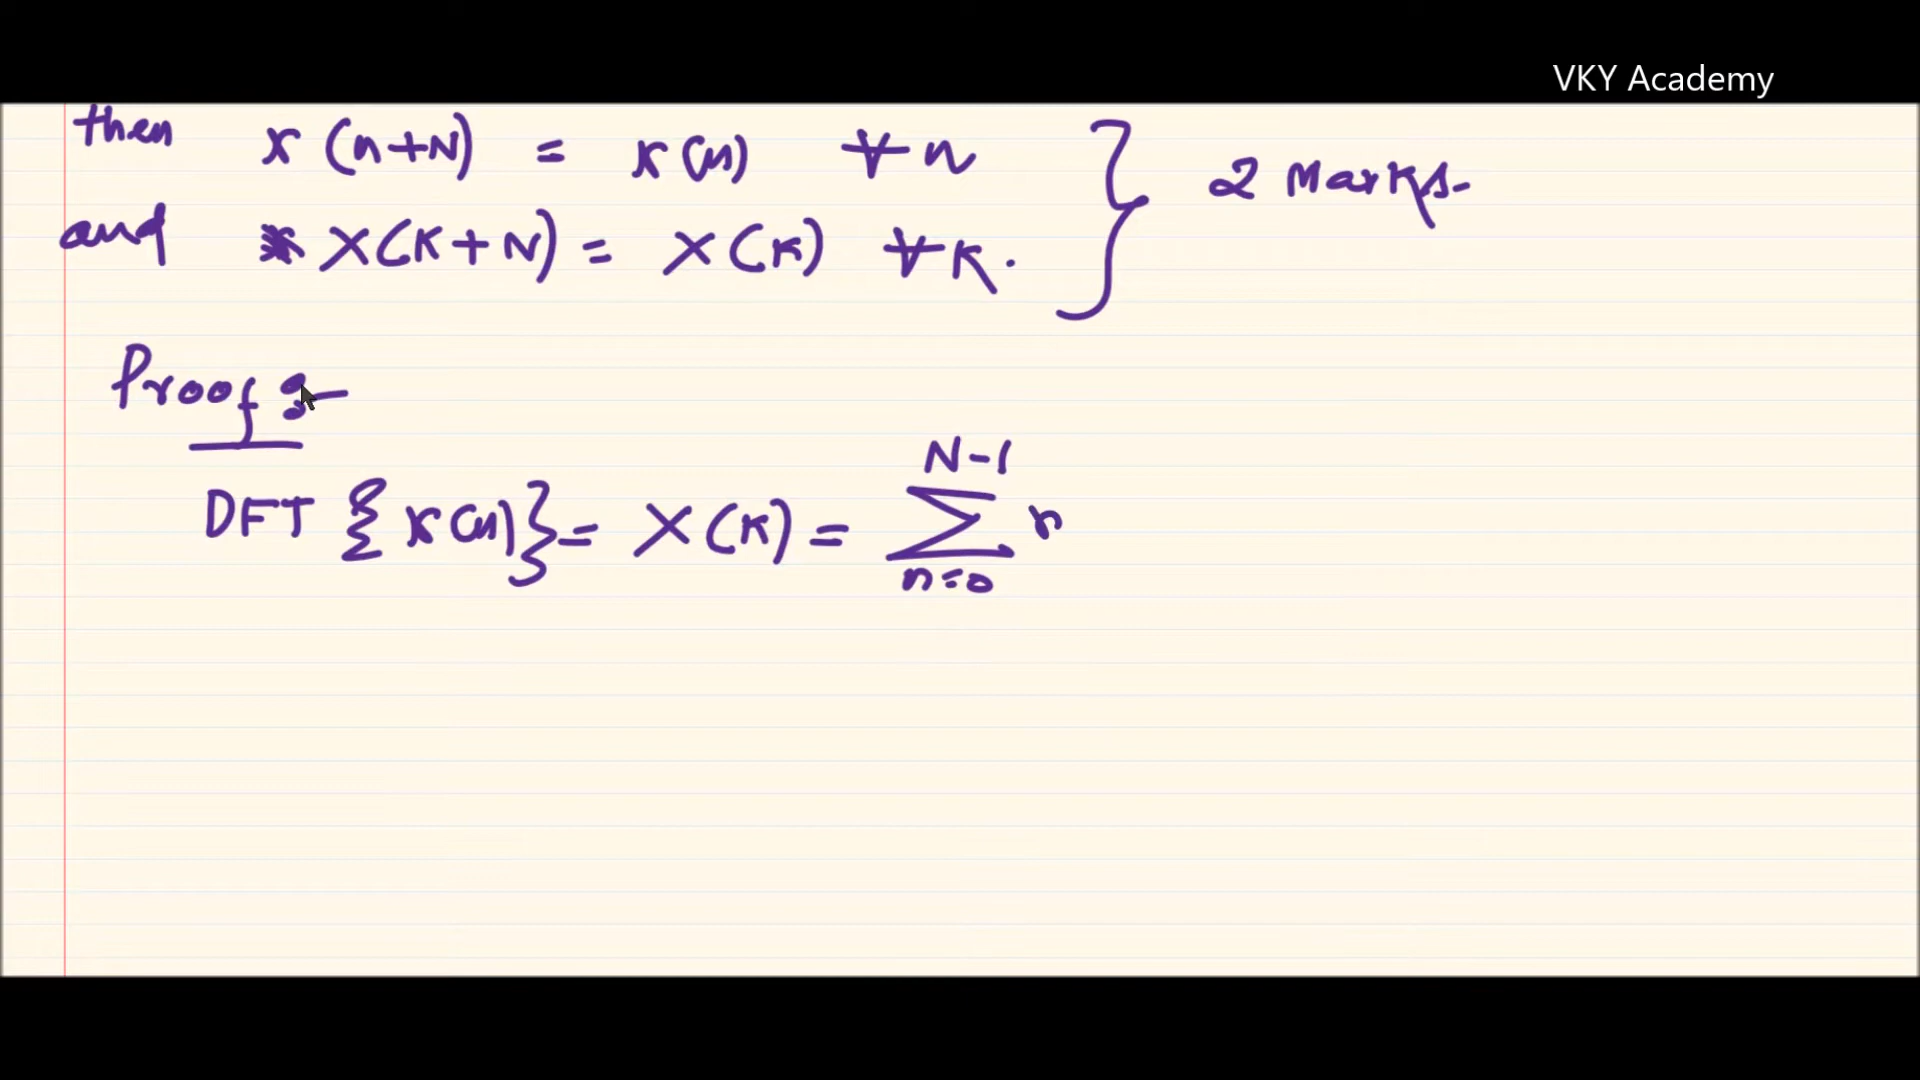 VKY Academy
then x(n+N) = x(n) ∀ n } 2 Marks.
and X(K+N) = X(K) ∀ K.
Proof :-
DFT {x(n)} = X(K) = ∑_{n=0}^{N-1}